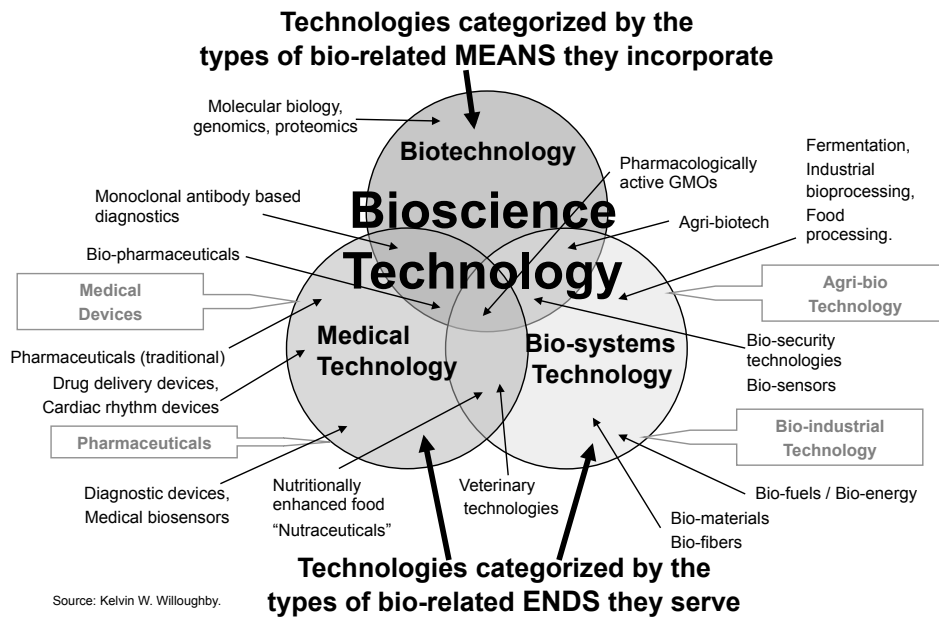 Technologies categorized by the
types of bio-related MEANS they incorporate
Molecular biology,
genomics, proteomics
Biotechnology
Pharmacologically
active GMOs
Fermentation,
Industrial
bioprocessing,
Food
processing.
Monoclonal antibody based
diagnostics
Bioscience
Technology
Agri-biotech
Bio-pharmaceuticals
Medical
Devices
Agri-bio
Technology
Pharmaceuticals (traditional)
Drug delivery devices,
Cardiac rhythm devices
Medical
Technology
Bio-systems
Technology
Bio-security
technologies
Bio-sensors
Pharmaceuticals
Bio-industrial
Technology
Diagnostic devices,
Medical biosensors
Nutritionally
enhanced food
“Nutraceuticals”
Veterinary
technologies
Bio-fuels / Bio-energy
Bio-materials
Bio-fibers
Technologies categorized by the
types of bio-related ENDS they serve
Source: Kelvin W. Willoughby.